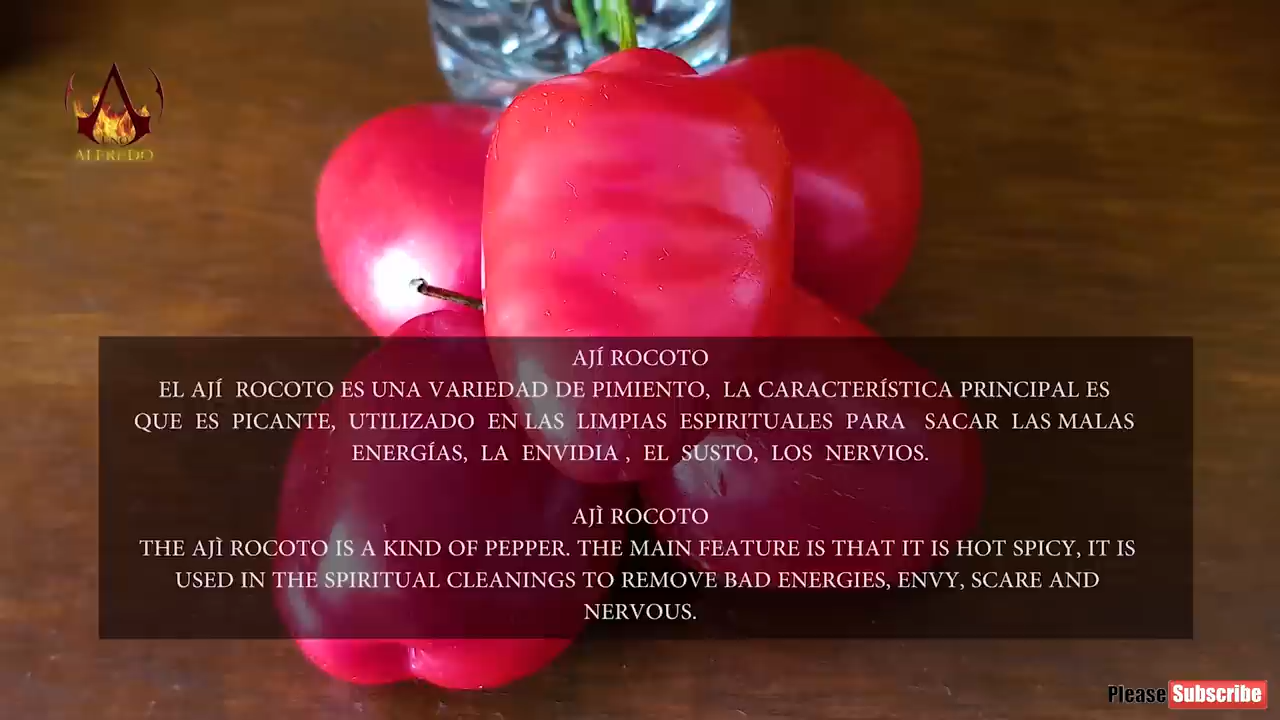 ALFREDO
AJÍ ROCOTO
EL AJÍ ROCOTO ES UNA VARIEDAD DE PIMIENTO, LA CARACTERÍSTICA PRINCIPAL ES
QUE ES PICANTE, UTILIZADO EN LAS LIMPIAS ESPIRITUALES PARA SACAR LAS MALAS
ENERGÍAS, LA ENVIDIA , EL SUSTO, LOS NERVIOS.
AJÌ ROCOTO
THE AJÌ ROCOTO IS A KIND OF PEPPER. THE MAIN FEATURE IS THAT IT IS HOT SPICY, IT IS
USED IN THE SPIRITUAL CLEANINGS TO REMOVE BAD ENERGIES, ENVY, SCARE AND
NERVOUS.
Please Subscribe